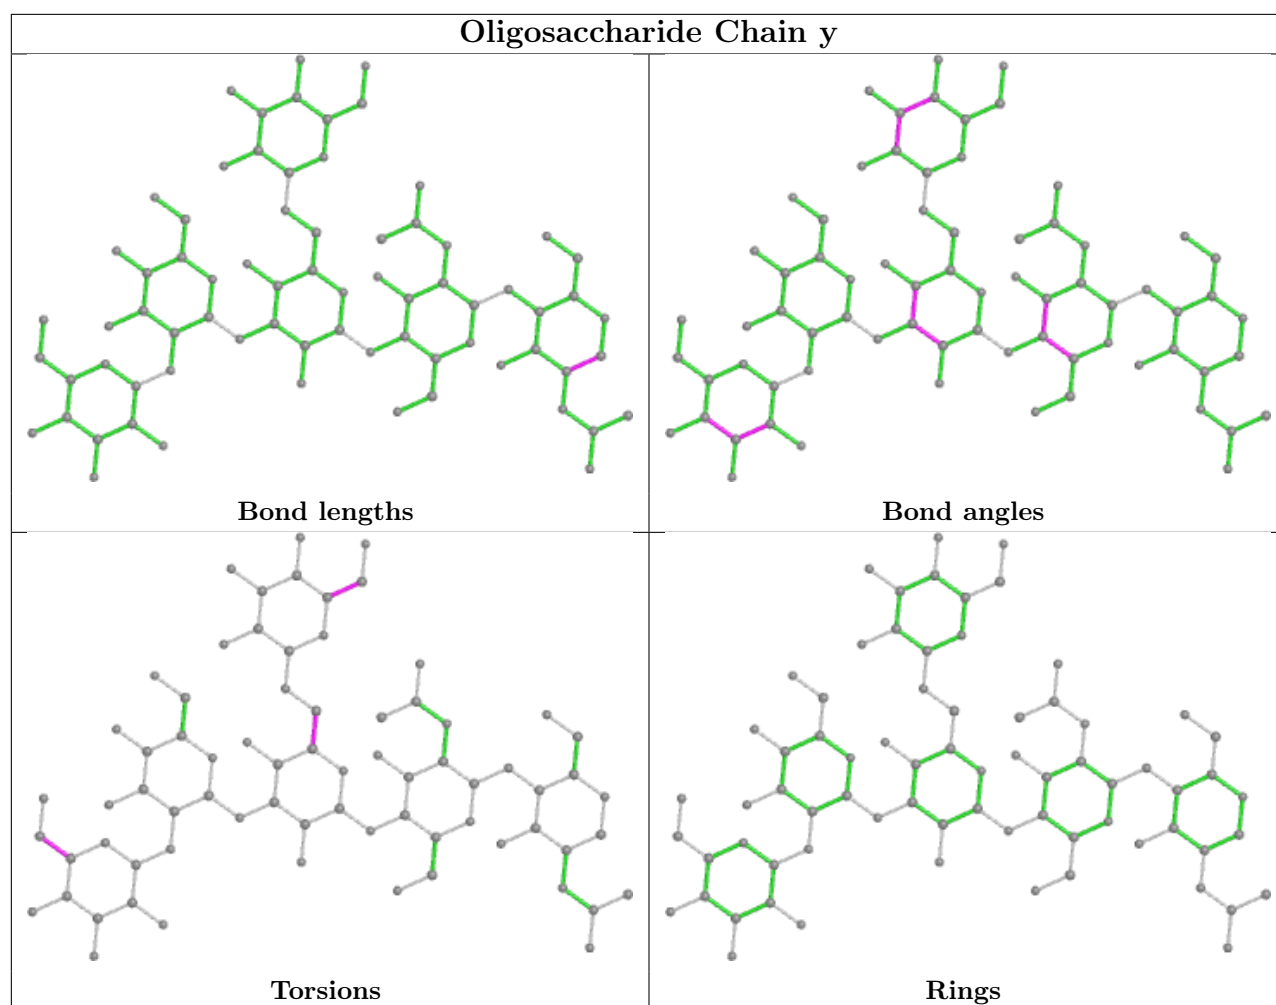 Oligosaccharide Chain y
Bond lengths
Bond angles
Torsions
Rings